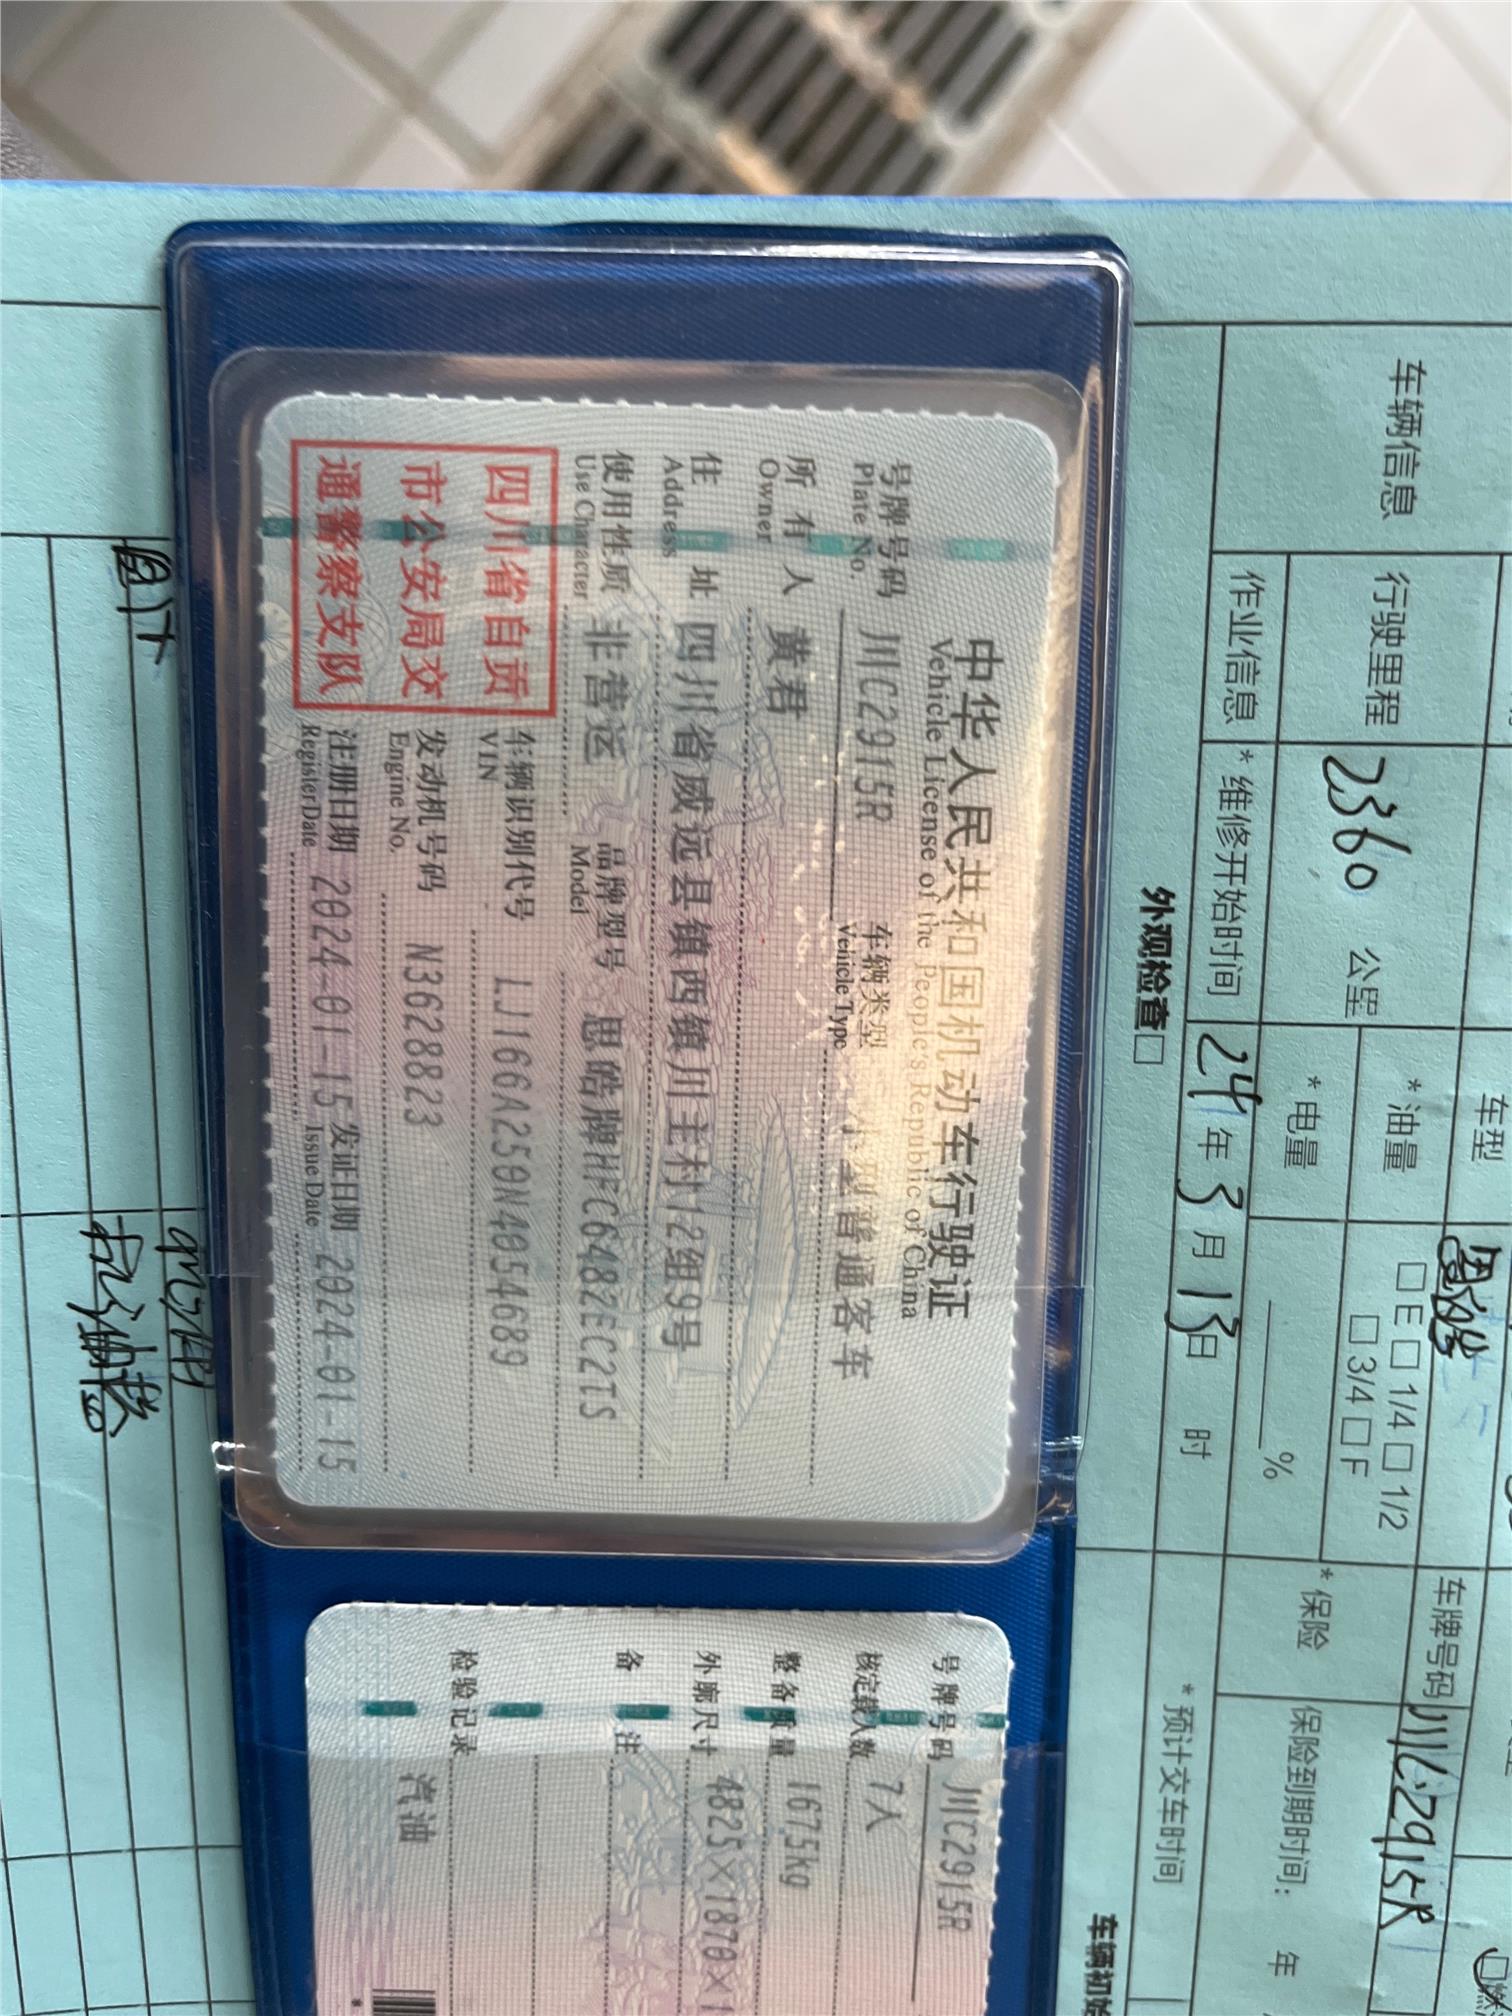 车辆信息
车型
车牌号码 川C2915R
行驶里程 2360 公里
*油量 □E □1/4 □1/2
□3/4 □F
*电量 %
*保险
保险到期时间： 年
作业信息
*维修开始时间 24年3月13日 时
*预计交车时间
外观检查□
中华人民共和国机动车行驶证
Vehicle License of the People's Republic of China
号牌号码 川C2915R 车辆类型 小型普通客车
Plate No. Vehicle Type
所有人 黄君
Owner
住址 四川省威远县镇西镇川主村12组9号
Address
使用性质 非营运 品牌型号 思皓牌HFC6482EC2TS
Use Character Model
四川省自贡
市公安局交
通警察支队
车辆识别代号 LJ166A250N4054689
VIN
发动机号码 N3628823
Engine No.
注册日期 2024-01-15 发证日期 2024-01-15
Register Date Issue Date
号牌号码 川C2915R
核定载人数 7人
整备质量 1675kg
外廓尺寸 4825×1870×1
备注
检验记录
汽油